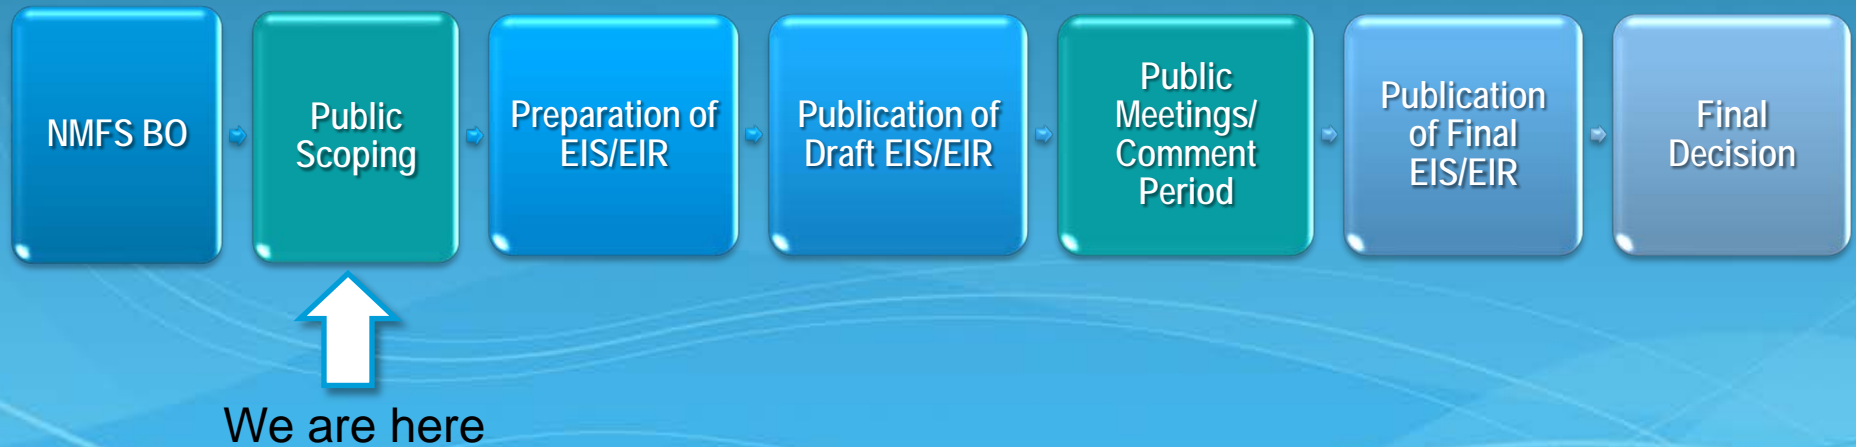 NMFS BO
Public
Scoping
Preparation of
EIS/EIR
Publication of
Draft EIS/EIR
Public
Meetings/
Comment
Period
Publication
of Final
EIS/EIR
Final
Decision
We are here